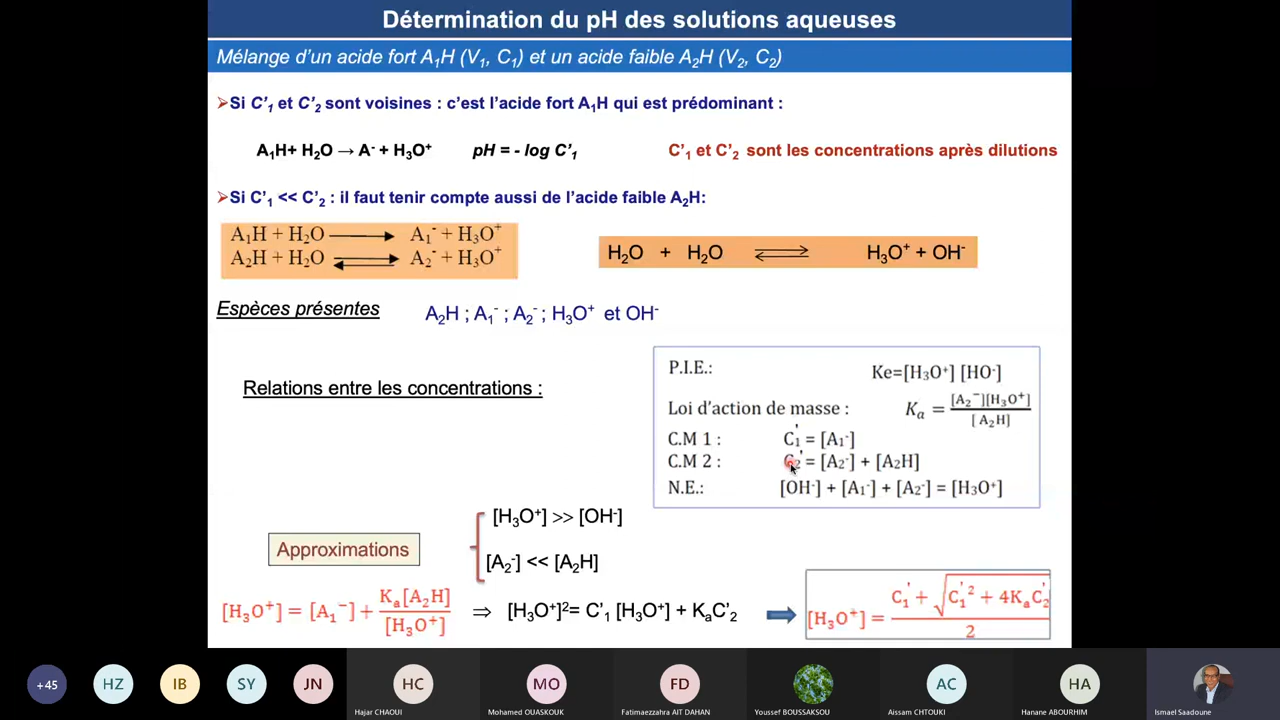 Détermination du pH des solutions aqueuses
Mélange d'un acide fort A₁H (V₁, C₁) et un acide faible A₂H (V₂, C₂)
➢Si C'₁ et C'₂ sont voisines : c'est l'acide fort A₁H qui est prédominant :
A₁H+ H₂O → A⁻ + H₃O⁺ pH = - log C'₁ C'₁ et C'₂ sont les concentrations après dilutions
➢Si C'₁ << C'₂ : il faut tenir compte aussi de l'acide faible A₂H:
A₁H + H₂O ⟶ A₁⁻ + H₃O⁺
A₂H + H₂O ⇄ A₂⁻ + H₃O⁺
H₂O + H₂O ⇌ H₃O⁺ + OH⁻
Espèces présentes A₂H ; A₁⁻ ; A₂⁻ ; H₃O⁺ et OH⁻
Relations entre les concentrations :
P.I.E.: Ke=[H₃O⁺] [HO⁻]
Loi d'action de masse : Kₐ = [A₂⁻][H₃O⁺] / [A₂H]
C.M 1 : C₁' = [A₁⁻]
C.M 2 : C₂' = [A₂⁻] + [A₂H]
N.E.: [OH⁻] + [A₁⁻] + [A₂⁻] = [H₃O⁺]
Approximations
[H₃O⁺] >> [OH⁻]
[A₂⁻] << [A₂H]
[H₃O⁺] = [A₁⁻] + Kₐ[A₂H] / [H₃O⁺] ⇒ [H₃O⁺]²= C'₁ [H₃O⁺] + KₐC'₂
[H₃O⁺] = (C₁' + √(C₁'² + 4KₐC₂')) / 2
+45 HZ IB SY JN HC MO FD AC HA
Hajar CHAOUI Mohamed OUASKOUK Fatimaezzahra AIT DAHAN Youssef BOUSSAKSOU Aissam CHTOUKI Hanane ABOURHIM Ismael Saadoune